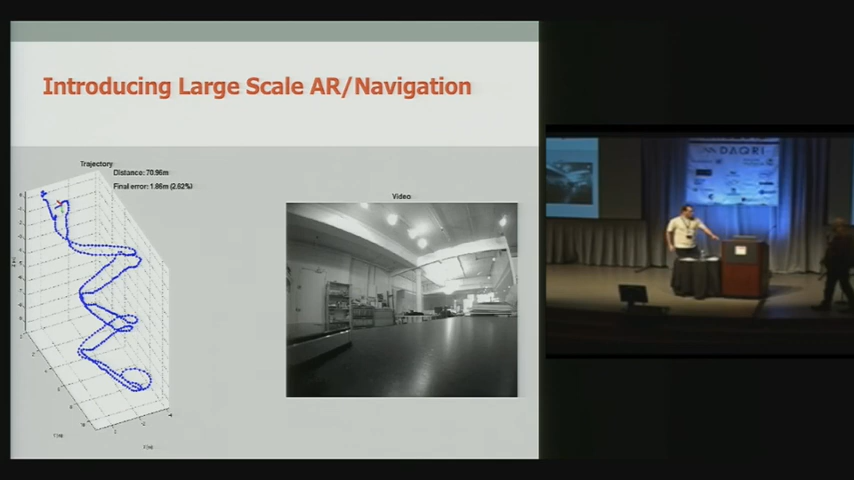 Introducing Large Scale AR/Navigation
Trajectory
Distance: 70.96m
Final error: 1.86m (2.62%)
Video
DAQRI